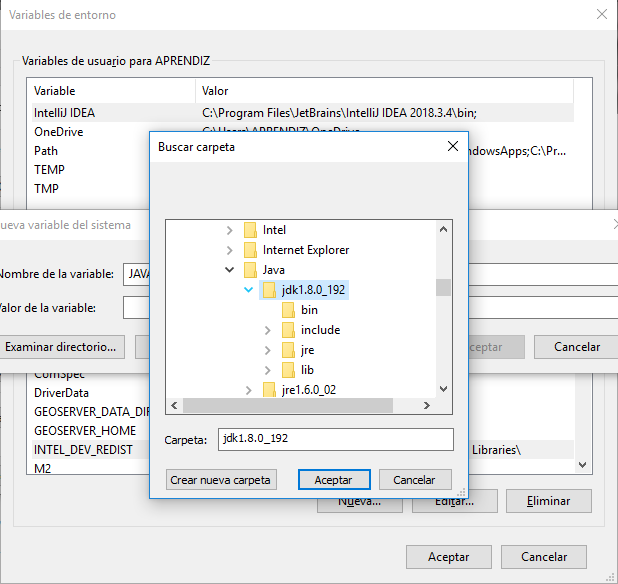 Variables de entorno
Variables de usuario para APRENDIZ
Variable Valor
IntelliJ IDEA C:\Program Files\JetBrains\IntelliJ IDEA 2018.3.4\bin;
OneDrive C:\Users\APRENDIZ\OneDrive
Path ndowsApps;C:\Pr...
TEMP
TMP
Buscar carpeta
Intel
Internet Explorer
Java
jdk1.8.0_192
bin
include
jre
lib
jre1.6.0_02
Carpeta: jdk1.8.0_192
Crear nueva carpeta Aceptar Cancelar
ueva variable del sistema
Nombre de la variable: JAVA
Valor de la variable:
Examinar directorio... ceptar Cancelar
ComSpec
DriverData
GEOSERVER_DATA_DIR
GEOSERVER_HOME
INTEL_DEV_REDIST Libraries\
M2
Nueva... Editar... Eliminar
Aceptar Cancelar